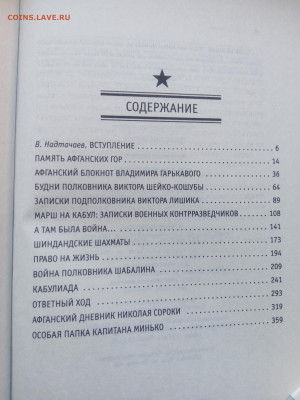 COINS.LAVE.RU
СОДЕРЖАНИЕ
В. Надтачаев. ВСТУПЛЕНИЕ 6
ПАМЯТЬ АФГАНСКИХ ГОР 14
АФГАНСКИЙ БЛОКНОТ ВЛАДИМИРА ГАРЬКАВОГО 36
БУДНИ ПОЛКОВНИКА ВИКТОРА ШЕЙКО-КОШУБЫ 64
ЗАПИСКИ ПОДПОЛКОВНИКА ВИКТОРА ЛИШИКА 89
МАРШ НА КАБУЛ: ЗАПИСКИ ВОЕННЫХ КОНТРРАЗВЕДЧИКОВ 108
А ТАМ БЫЛА ВОЙНА... 141
ШИНДАНДСКИЕ ШАХМАТЫ 173
ПРАВО НА ЖИЗНЬ 194
ВОЙНА ПОЛКОВНИКА ШАБАЛИНА 209
КАБУЛИАДА 241
ОТВЕТНЫЙ ХОД 293
АФГАНСКИЙ ДНЕВНИК НИКОЛАЯ СОРОКИ 319
ОСОБАЯ ПАПКА КАПИТАНА МИНЬКО 359